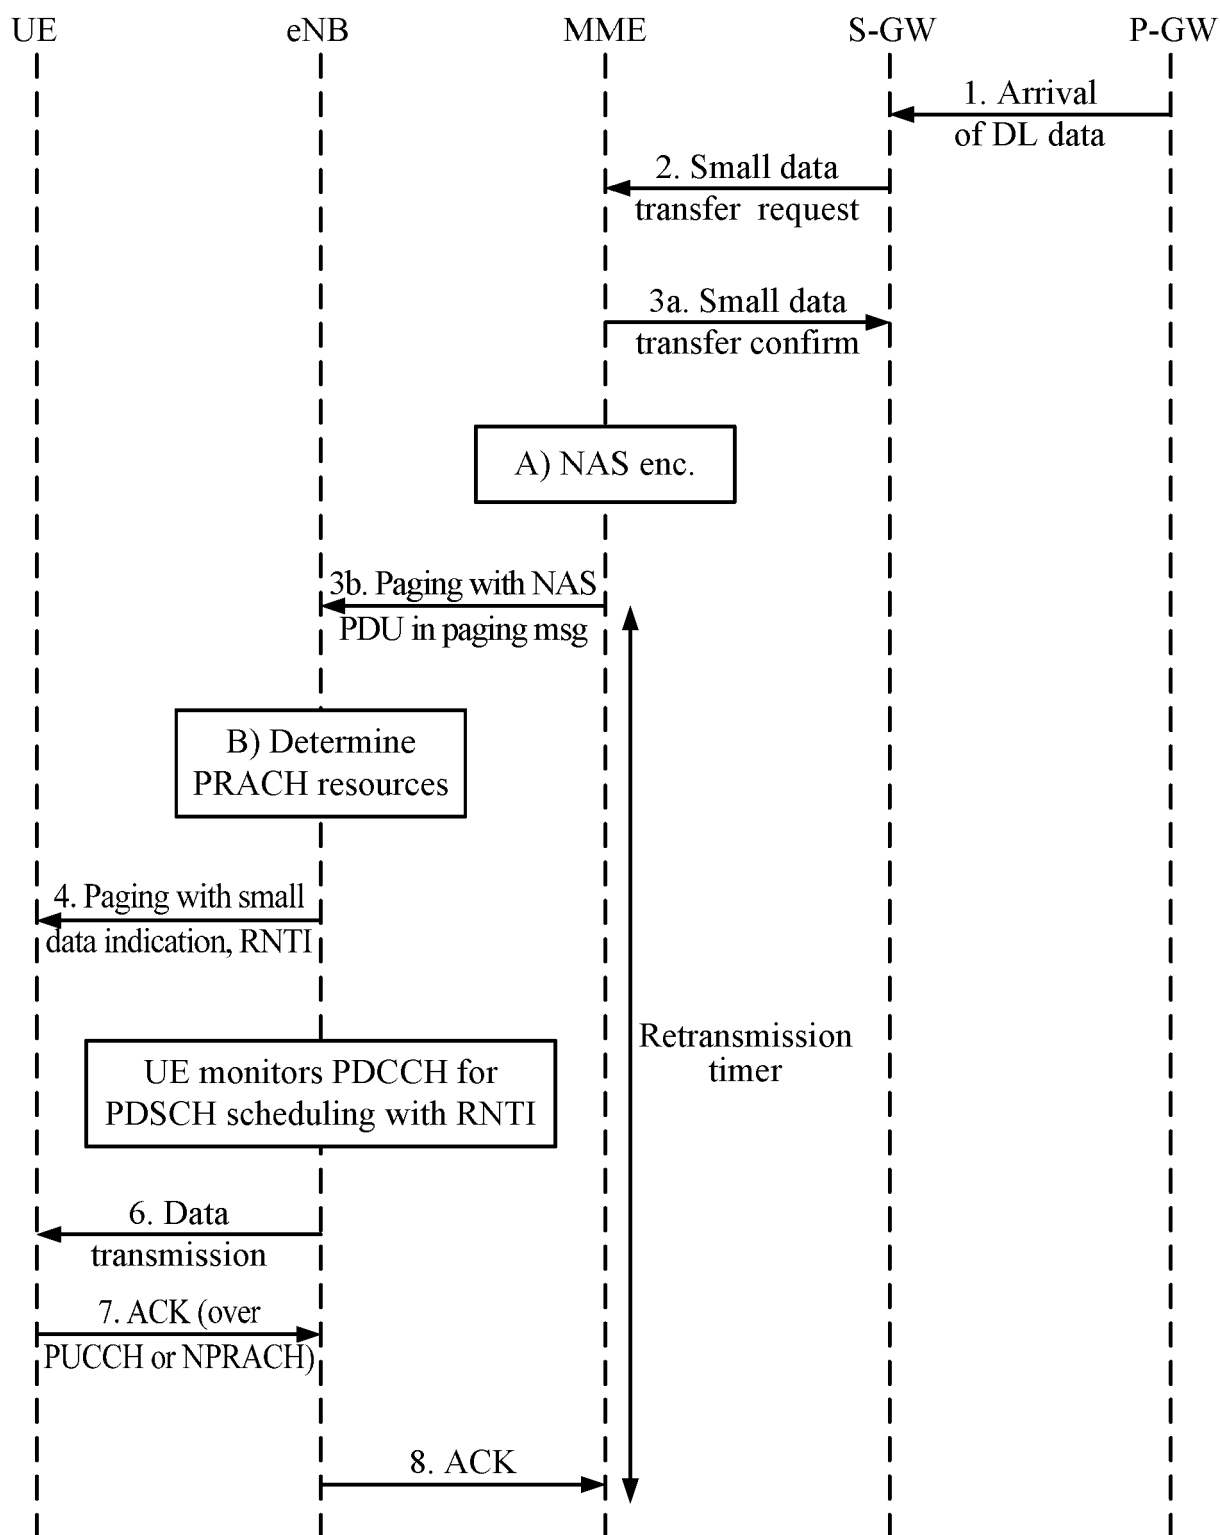 UE eNB MME S-GW P-GW
1. Arrival
of DL data
2. Small data
transfer request
3a. Small data
transfer confirm
A) NAS enc.
3b. Paging with NAS
PDU in paging msg
B) Determine
PRACH resources
4. Paging with small
data indication, RNTI
Retransmission
timer
UE monitors PDCCH for
PDSCH scheduling with RNTI
6. Data
transmission
7. ACK (over
PUCCH or NPRACH)
8. ACK